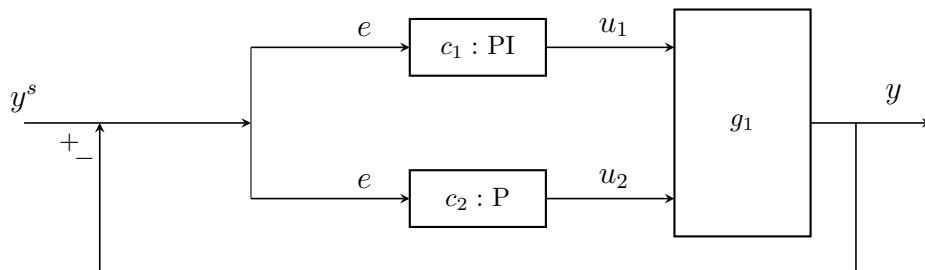 e
c₁ : PI
u₁
yˢ
+
−
g₁
y
e
c₂ : P
u₂